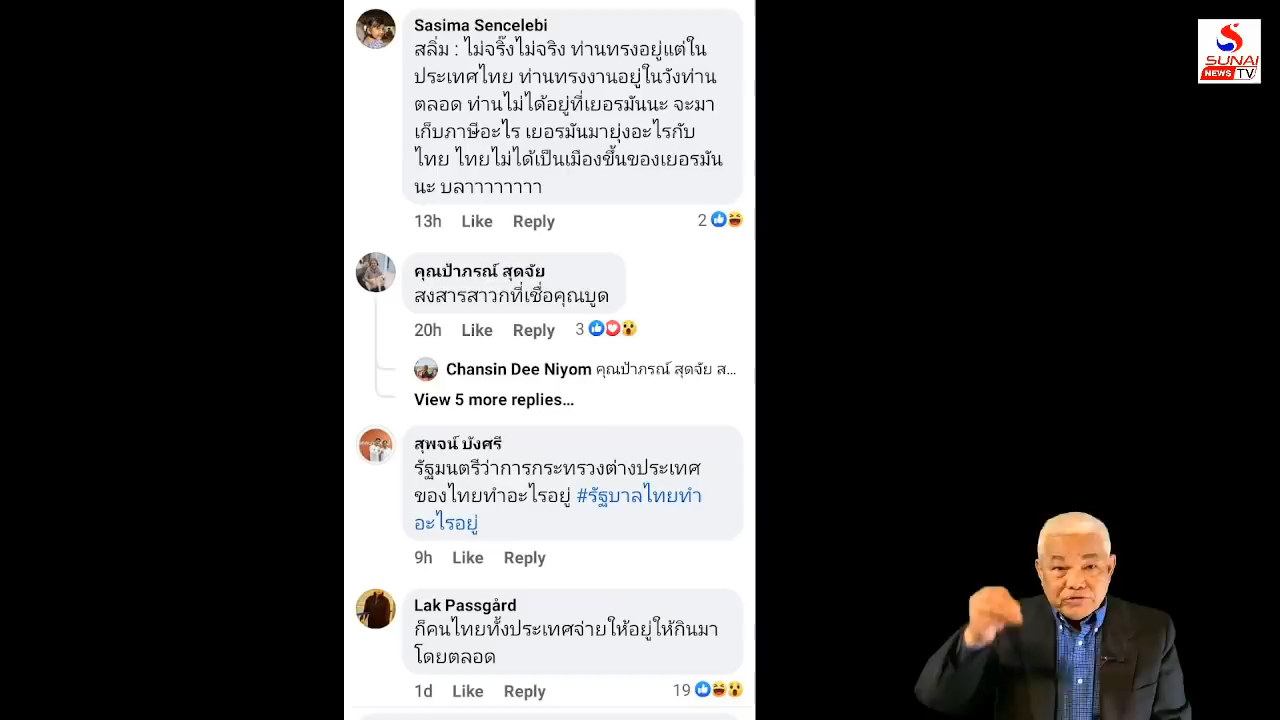 Sasima Sencelebi
สลิ่ม : ไม่จริ๊งไม่จริง ท่านทรงอยู่แต่ใน
ประเทศไทย ท่านทรงงานอยู่ในวังท่าน
ตลอด ท่านไม่ได้อยู่ที่เยอรมันนะ จะมา
เก็บภาษีอะไร เยอรมันมายุ่งอะไรกับ
ไทย ไทยไม่ได้เป็นเมืองขึ้นของเยอรมัน
นะ บลาาาาาาาา
13h Like Reply 2
คุณป้าภรณ์ สุดจัย
สงสารสาวกที่เชื่อคุณบูด
20h Like Reply 3
Chansin Dee Niyom คุณป้าภรณ์ สุดจัย ส...
View 5 more replies...
สุพจน์ บังศรี
รัฐมนตรีว่าการกระทรวงต่างประเทศ
ของไทยทำอะไรอยู่ #รัฐบาลไทยทำ
อะไรอยู่
9h Like Reply
Lak Passgård
ก็คนไทยทั้งประเทศจ่ายให้อยู่ให้กินมา
โดยตลอด
1d Like Reply 19
SUNAI
NEWS TV